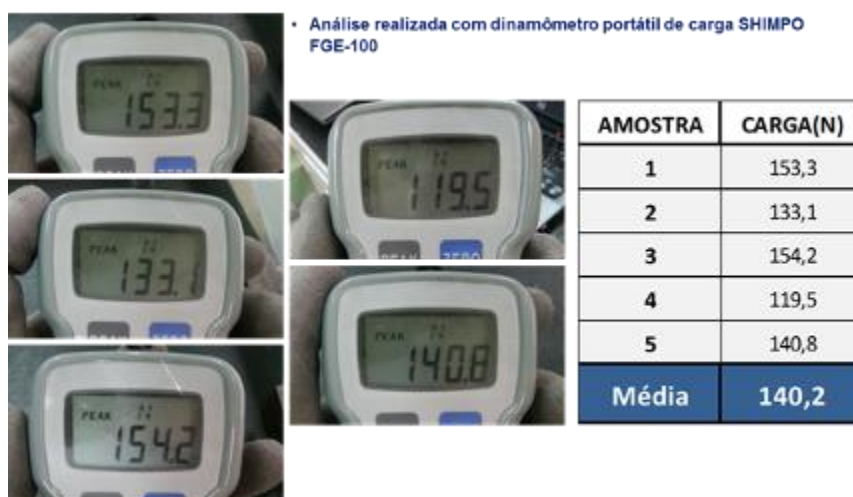 • Análise realizada com dinamômetro portátil de carga SHIMPO
FGE-100
PEAK N
153.3
ZERO
PEAK N
133.1
PEAK N
154.2
PEAK N
119.5
PEAK ZERO
PEAK N
140.8
AMOSTRA CARGA(N)
1 153,3
2 133,1
3 154,2
4 119,5
5 140,8
Média 140,2